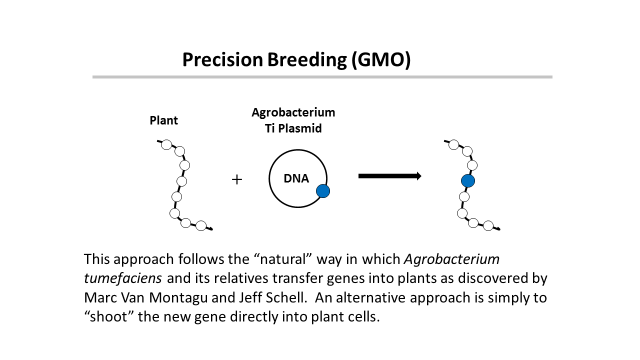 Precision Breeding (GMO)
Plant
Agrobacterium
Ti Plasmid
+
DNA
This approach follows the “natural” way in which Agrobacterium
tumefaciens and its relatives transfer genes into plants as discovered by
Marc Van Montagu and Jeff Schell.  An alternative approach is simply to
“shoot” the new gene directly into plant cells.